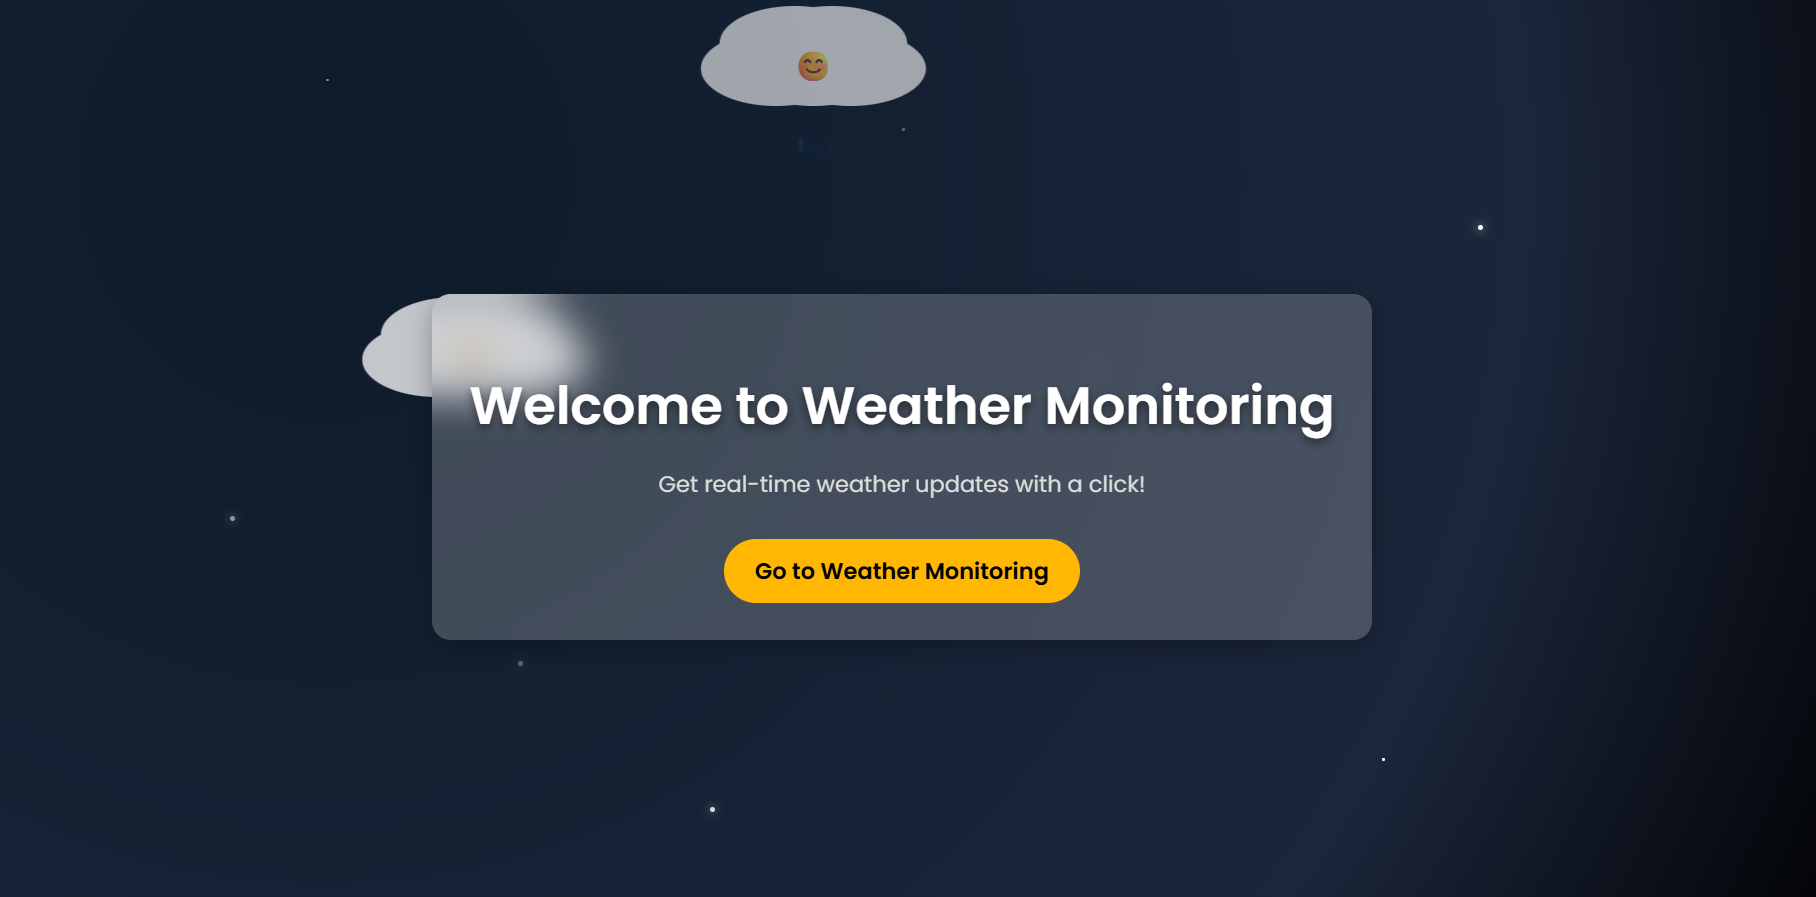 Welcome to Weather Monitoring
Get real-time weather updates with a click!
Go to Weather Monitoring